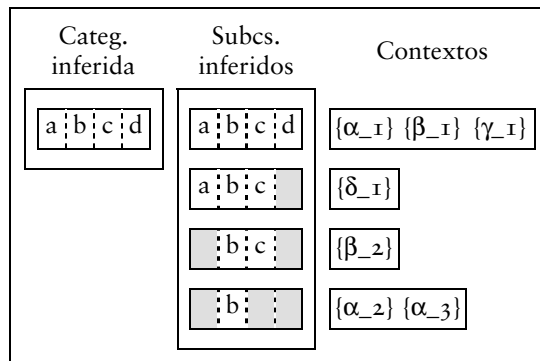 Categ. inferida
Subcs. inferidos
Contextos
a b c d
a b c d
{α_1} {β_1} {γ_1}
a b c
{δ_1}
b c
{β_2}
b
{α_2} {α_3}